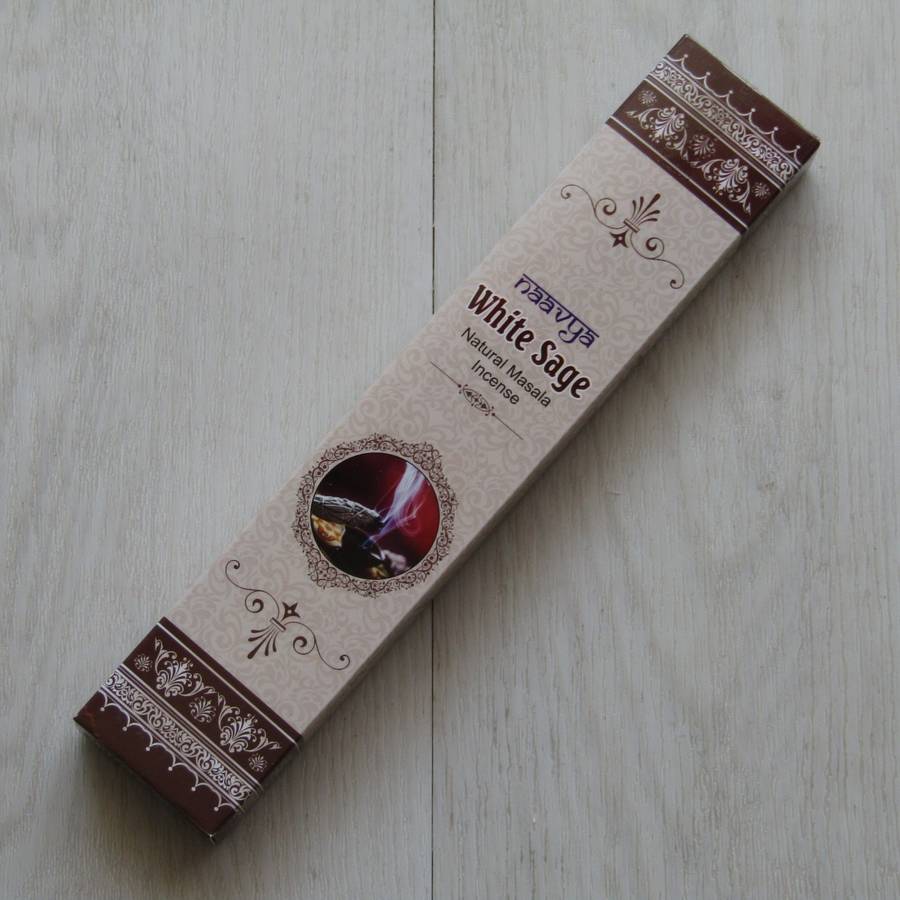 naavya
White Sage
Natural Masala
Incense